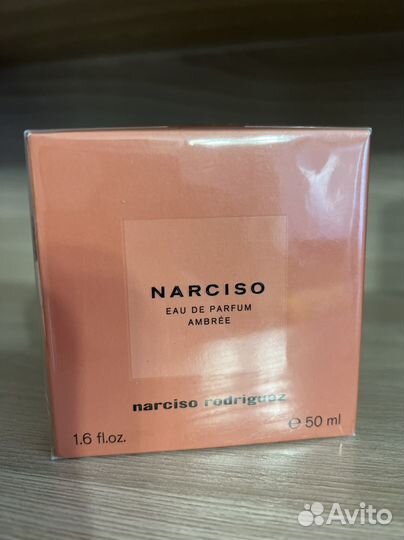 NARCISO
EAU DE PARFUM
AMBRÉE
narciso rodriguez
1.6 fl.oz. ℮ 50 ml
Avito